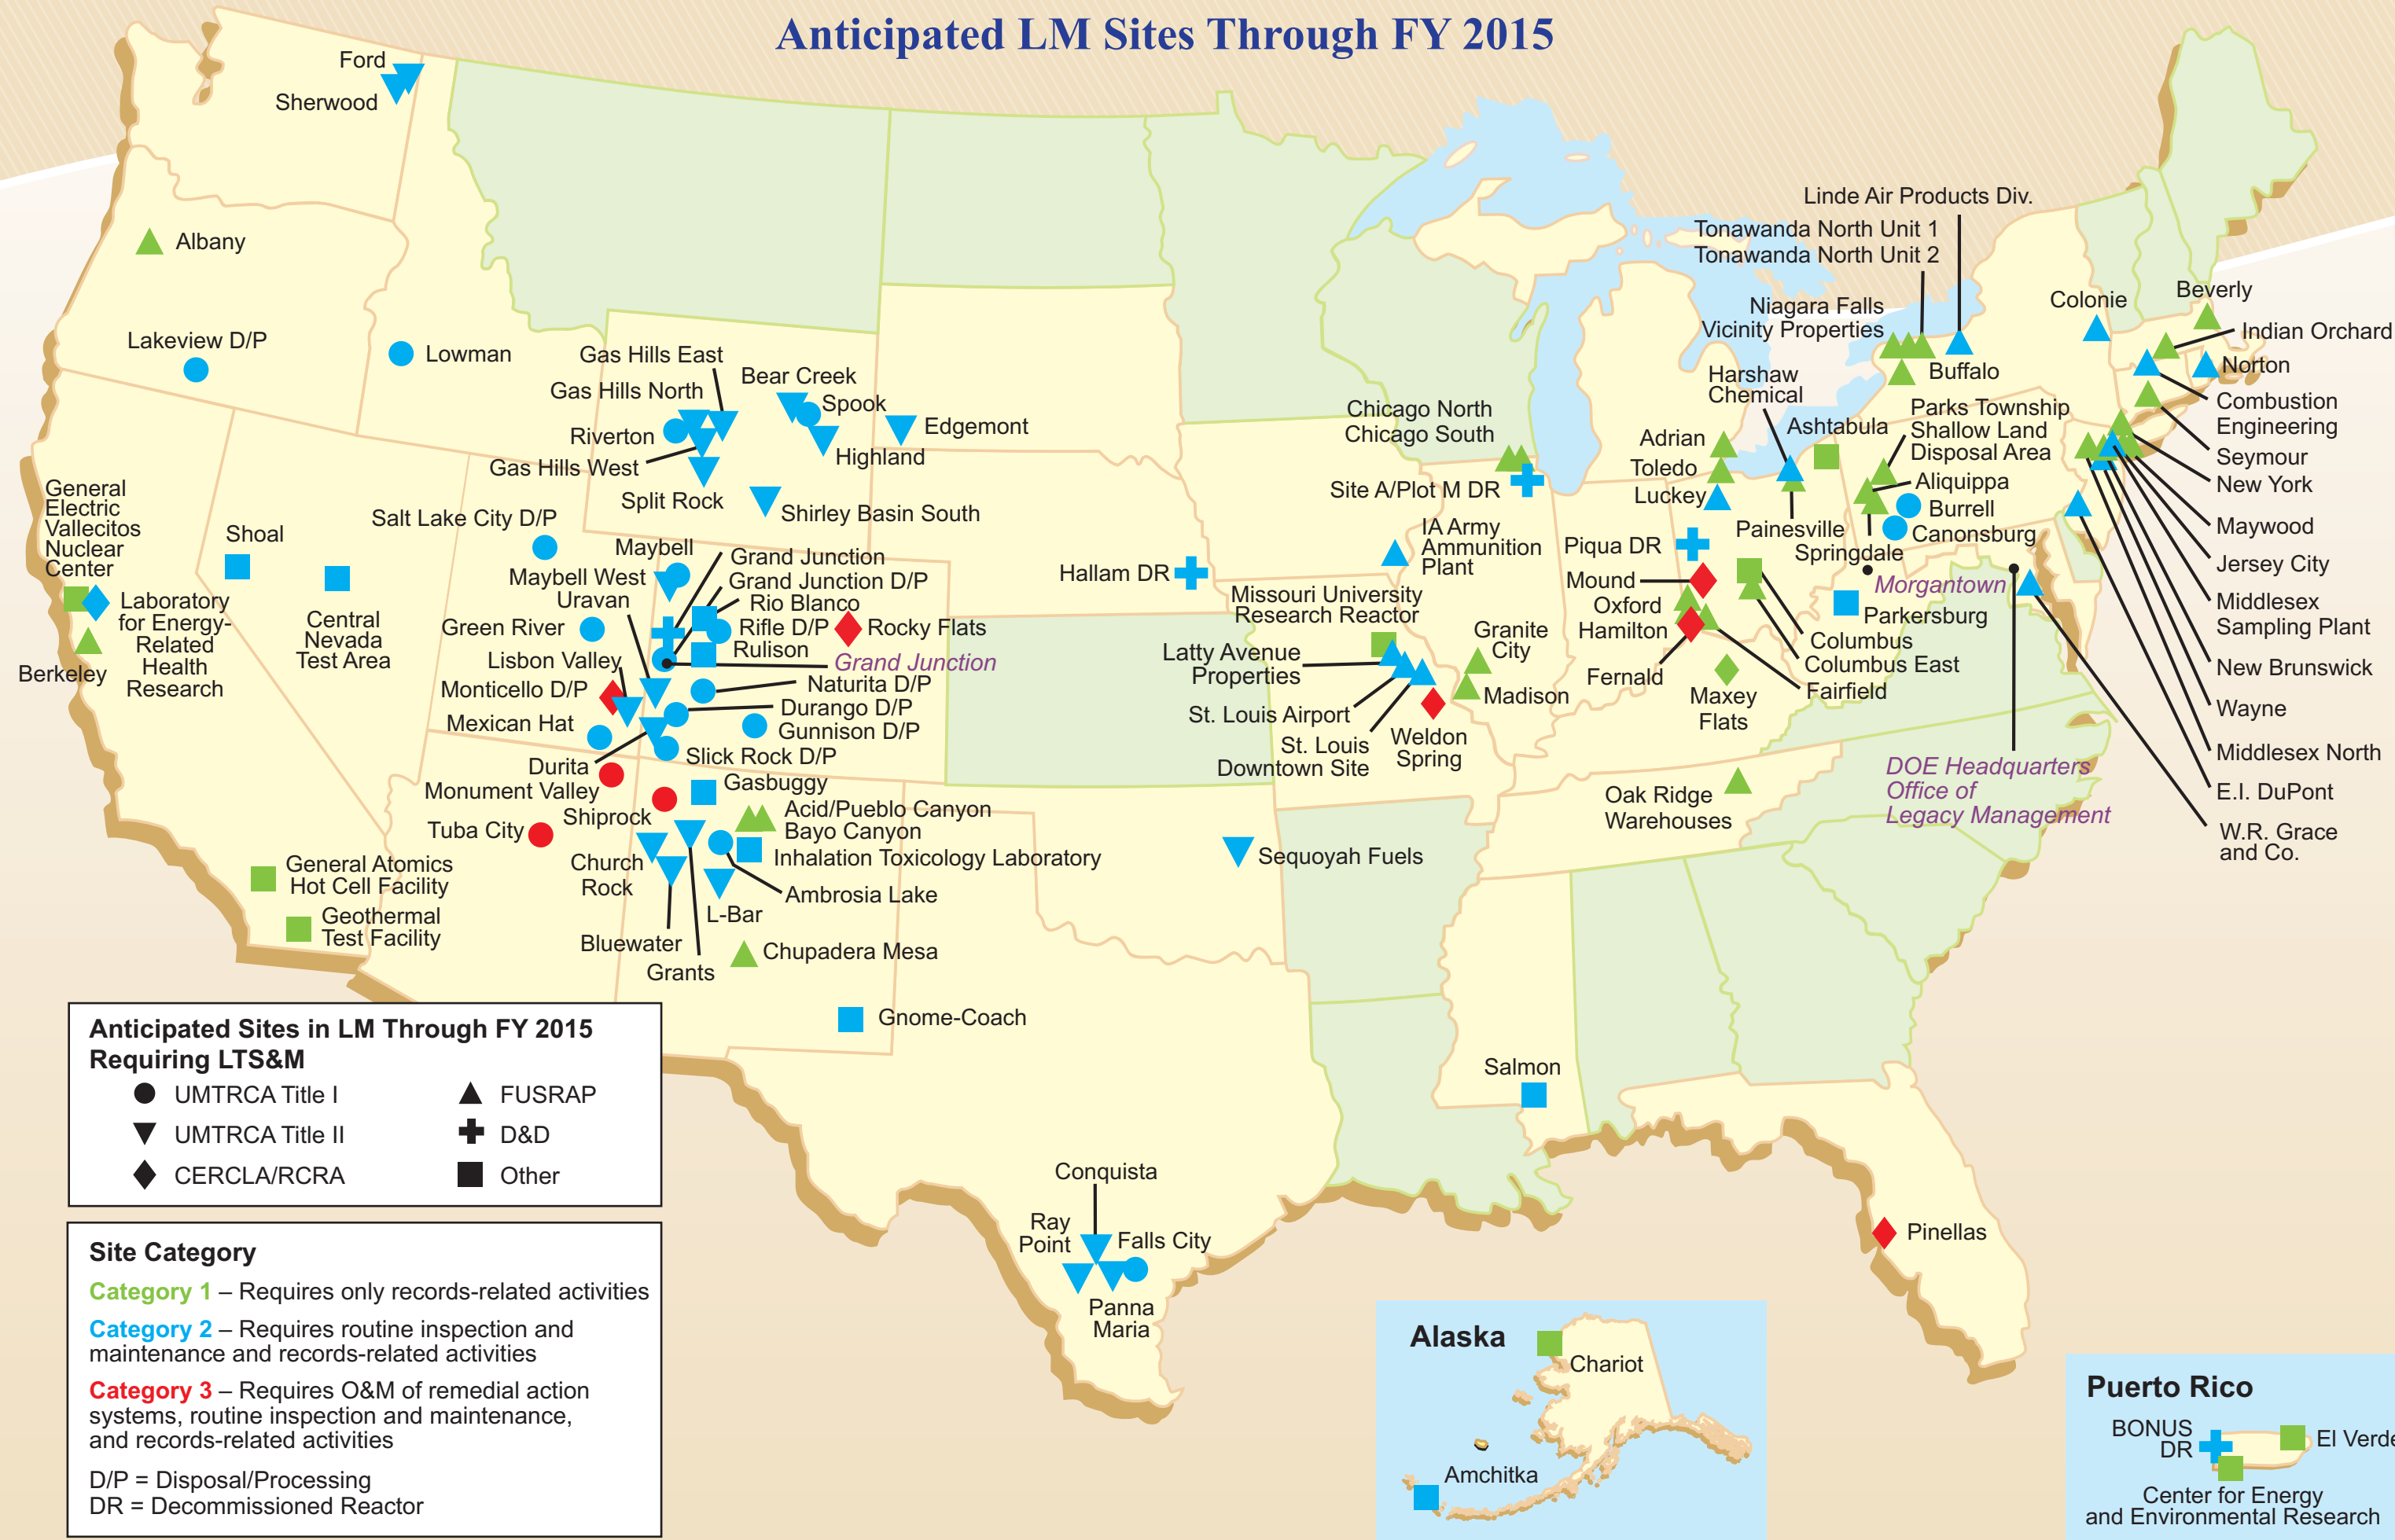 Anticipated LM Sites Through FY 2015
Ford
Sherwood
Albany
Lakeview D/P
Lowman
Gas Hills East
Gas Hills North
Bear Creek
Spook
Riverton
Gas Hills West
Highland
Edgemont
Split Rock
Shirley Basin South
General
Electric
Vallecitos
Nuclear
Center
Shoal
Salt Lake City D/P
Central
Nevada
Test Area
Laboratory
for Energy-
Related
Health
Research
Berkeley
Maybell
Maybell West
Uravan
Green River
Lisbon Valley
Monticello D/P
Mexican Hat
Durita
Monument Valley
Shiprock
Tuba City
Grand Junction
Grand Junction D/P
Rio Blanco
Rifle D/P
Rulison
Rocky Flats
Grand Junction
Naturita D/P
Durango D/P
Gunnison D/P
Slick Rock D/P
Gasbuggy
Acid/Pueblo Canyon
Bayo Canyon
Inhalation Toxicology Laboratory
Ambrosia Lake
Church
Rock
L-Bar
Bluewater
Grants
Chupadera Mesa
Gnome-Coach
General Atomics
Hot Cell Facility
Geothermal
Test Facility
Hallam DR
Chicago North
Chicago South
Site A/Plot M DR
IA Army
Ammunition
Plant
Missouri University
Research Reactor
Latty Avenue
Properties
St. Louis Airport
St. Louis
Downtown Site
Weldon
Spring
Granite
City
Madison
Sequoyah Fuels
Salmon
Conquista
Ray
Point
Falls City
Panna
Maria
Pinellas
Linde Air Products Div.
Tonawanda North Unit 1
Tonawanda North Unit 2
Niagara Falls
Vicinity Properties
Buffalo
Harshaw
Chemical
Ashtabula
Adrian
Toledo
Luckey
Painesville
Parks Township
Shallow Land
Disposal Area
Aliquippa
Burrell
Canonsburg
Springdale
Morgantown
Parkersburg
Piqua DR
Mound
Oxford
Hamilton
Fernald
Columbus
Columbus East
Fairfield
Maxey
Flats
Oak Ridge
Warehouses
DOE Headquarters
Office of
Legacy Management
Colonie
Beverly
Indian Orchard
Norton
Combustion
Engineering
Seymour
New York
Maywood
Jersey City
Middlesex
Sampling Plant
New Brunswick
Wayne
Middlesex North
E.I. DuPont
W.R. Grace
and Co.
Anticipated Sites in LM Through FY 2015
Requiring LTS&M
UMTRCA Title I
UMTRCA Title II
CERCLA/RCRA
FUSRAP
D&D
Other
Site Category
Category 1 – Requires only records-related activities
Category 2 – Requires routine inspection and
maintenance and records-related activities
Category 3 – Requires O&M of remedial action
systems, routine inspection and maintenance,
and records-related activities
D/P = Disposal/Processing
DR = Decommissioned Reactor
Alaska
Chariot
Amchitka
Puerto Rico
BONUS
DR
El Verde
Center for Energy
and Environmental Research